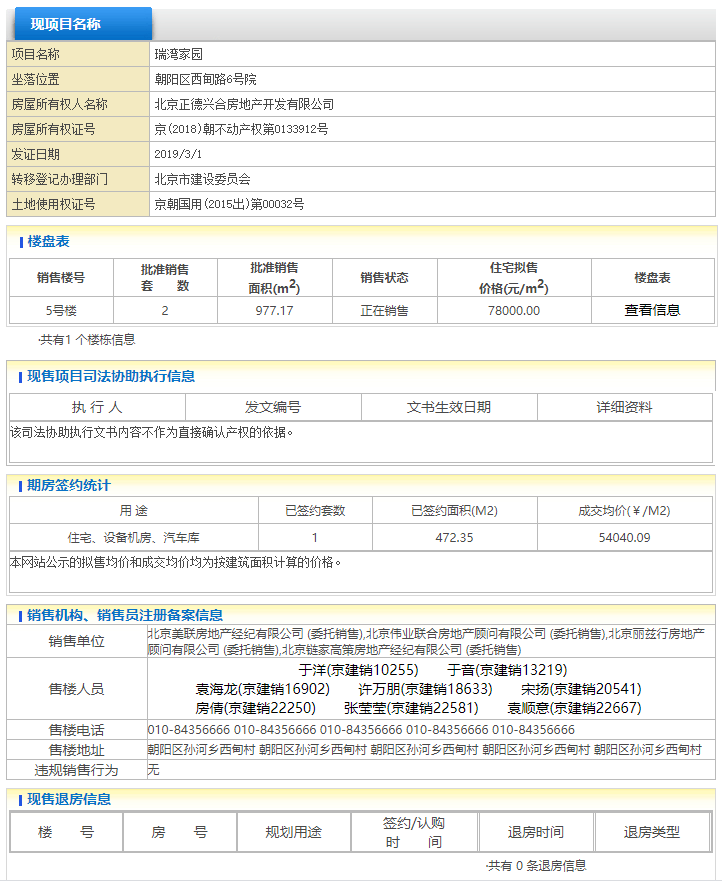 现项目名称
项目名称 瑞湾家园
坐落位置 朝阳区西甸路6号院
房屋所有权人名称 北京正德兴合房地产开发有限公司
房屋所有权证号 京(2018)朝不动产权第0133912号
发证日期 2019/3/1
转移登记办理部门 北京市建设委员会
土地使用权证号 京朝国用(2015出)第00032号
楼盘表
销售楼号 批准销售套 数 批准销售面积(m2) 销售状态 住宅拟售价格(元/m2) 楼盘表
5号楼 2 977.17 正在销售 78000.00 查看信息
·共有1 个楼栋信息
现售项目司法协助执行信息
执 行 人 发文编号 文书生效日期 详细资料
该司法协助执行文书内容不作为直接确认产权的依据。
期房签约统计
用 途 已签约套数 已签约面积(M2) 成交均价(￥/M2)
住宅、设备机房、汽车库 1 472.35 54040.09
本网站公示的拟售均价和成交均价均为按建筑面积计算的价格。
销售机构、销售员注册备案信息
销售单位 北京美联房地产经纪有限公司 (委托销售),北京伟业联合房地产顾问有限公司 (委托销售),北京丽兹行房地产
顾问有限公司 (委托销售),北京链家高策房地产经纪有限公司 (委托销售)
售楼人员 于洋(京建销10255) 于音(京建销13219)
袁海龙(京建销16902) 许万朋(京建销18633) 宋扬(京建销20541)
房倩(京建销22250) 张莹莹(京建销22581) 袁顺意(京建销22667)
售楼电话 010-84356666 010-84356666 010-84356666 010-84356666 010-84356666
售楼地址 朝阳区孙河乡西甸村 朝阳区孙河乡西甸村 朝阳区孙河乡西甸村 朝阳区孙河乡西甸村 朝阳区孙河乡西甸村
违规销售行为 无
现售退房信息
楼 号 房 号 规划用途 签约/认购时 间 退房时间 退房类型
·共有 0 条退房信息